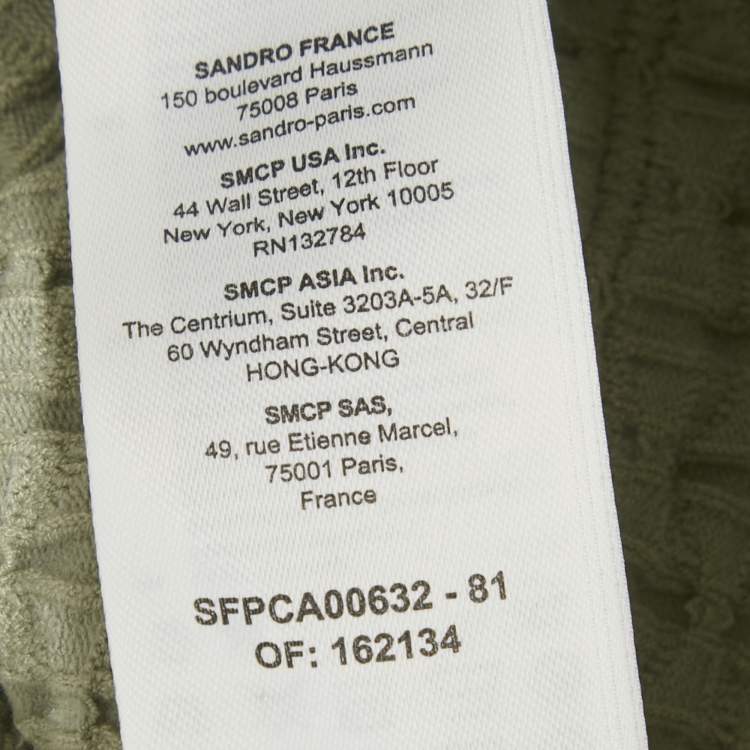 SANDRO FRANCE
150 boulevard Haussmann
75008 Paris
www.sandro-paris.com
SMCP USA Inc.
44 Wall Street, 12th Floor
New York, New York 10005
RN132784
SMCP ASIA Inc.
The Centrium, Suite 3203A-5A, 32/F
60 Wyndham Street, Central
HONG-KONG
SMCP SAS,
49, rue Etienne Marcel,
75001 Paris,
France
SFPCA00632 - 81
OF: 162134